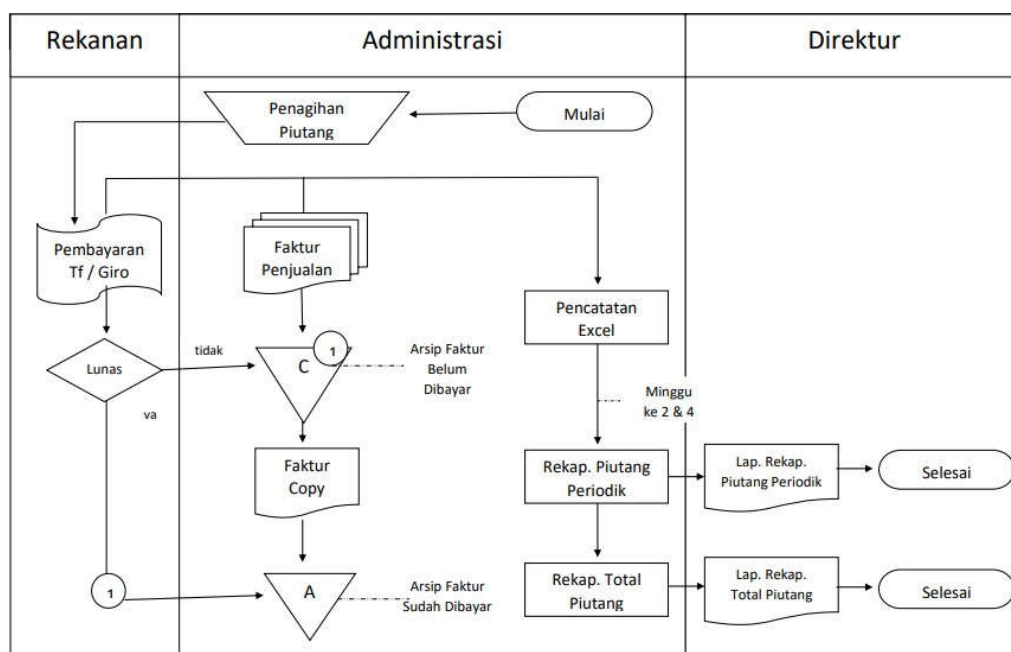 Rekanan
Administrasi
Direktur
Penagihan
Piutang
Mulai
Pembayaran
Tf / Giro
Faktur
Penjualan
Pencatatan
Excel
Lunas
tidak
va
C
1
Arsip Faktur
Belum
Dibayar
Minggu
ke 2 & 4
Faktur
Copy
Rekap. Piutang
Periodik
Lap. Rekap.
Piutang Periodik
Selesai
1
A
Arsip Faktur
Sudah Dibayar
Rekap. Total
Piutang
Lap. Rekap.
Total Piutang
Selesai